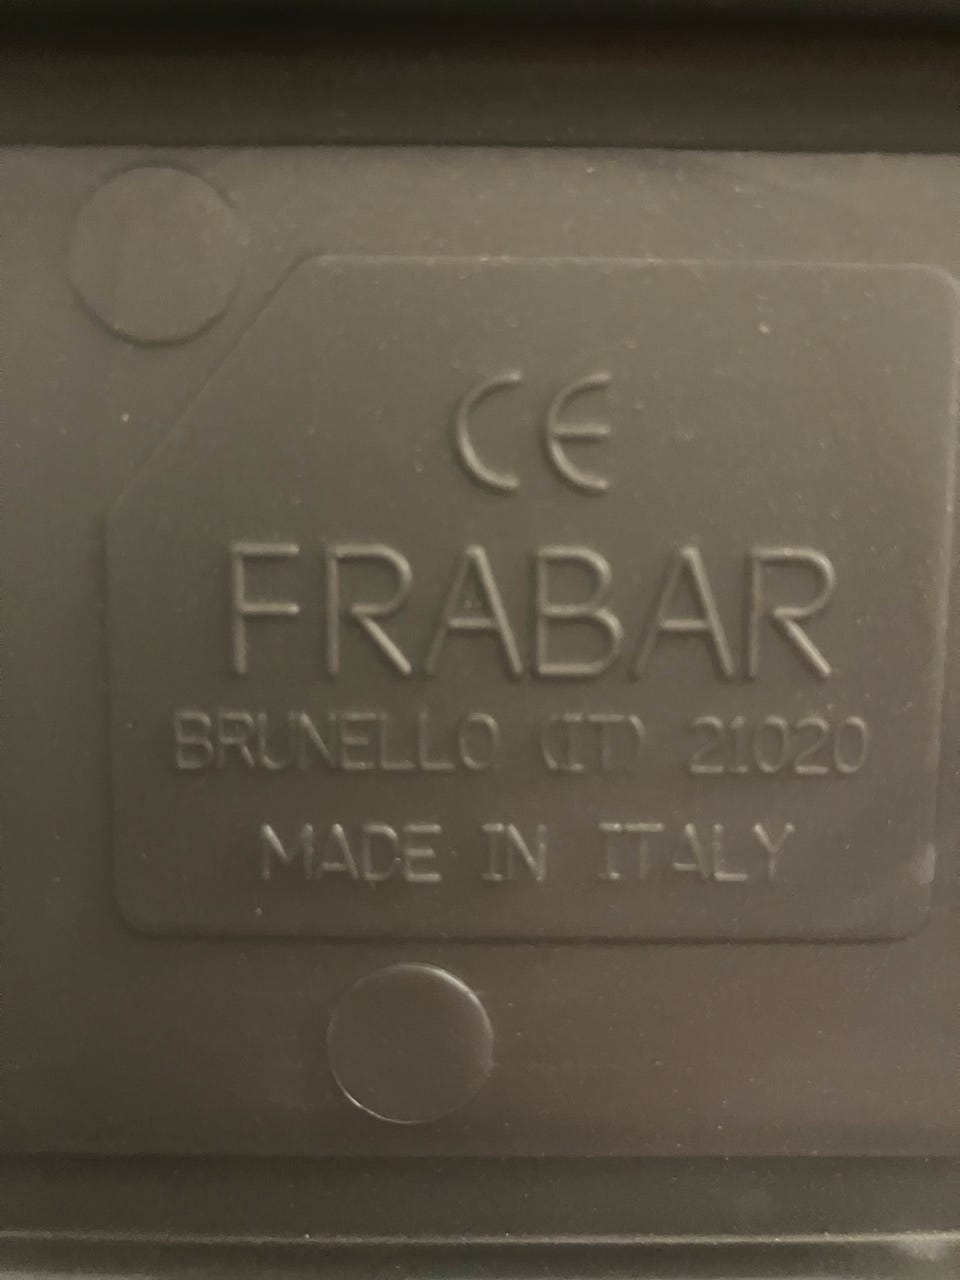 CE
FRABAR
BRUNELLO (IT) 21020
MADE IN ITALY